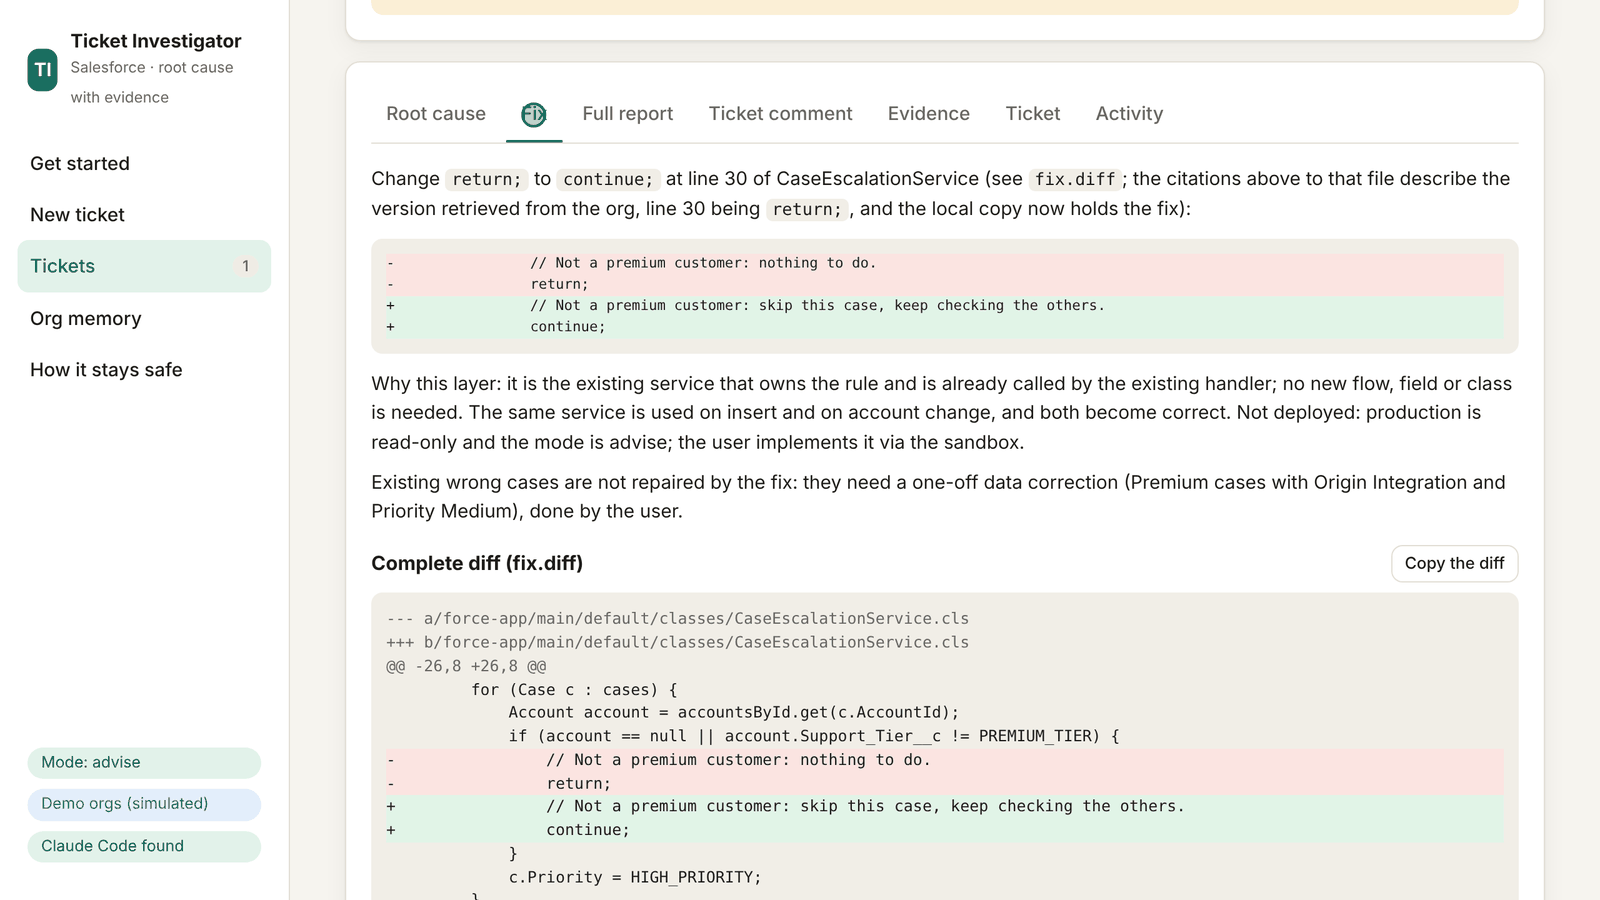 TI
Ticket Investigator
Salesforce · root cause
with evidence
Get started
New ticket
Tickets 1
Org memory
How it stays safe
Mode: advise
Demo orgs (simulated)
Claude Code found
Root cause Fix Full report Ticket comment Evidence Ticket Activity
Change return; to continue; at line 30 of CaseEscalationService (see fix.diff; the citations above to that file describe the
version retrieved from the org, line 30 being return;, and the local copy now holds the fix):
- // Not a premium customer: nothing to do.
- return;
+ // Not a premium customer: skip this case, keep checking the others.
+ continue;
Why this layer: it is the existing service that owns the rule and is already called by the existing handler; no new flow, field or class
is needed. The same service is used on insert and on account change, and both become correct. Not deployed: production is
read-only and the mode is advise; the user implements it via the sandbox.
Existing wrong cases are not repaired by the fix: they need a one-off data correction (Premium cases with Origin Integration and
Priority Medium), done by the user.
Complete diff (fix.diff) Copy the diff
--- a/force-app/main/default/classes/CaseEscalationService.cls
+++ b/force-app/main/default/classes/CaseEscalationService.cls
@@ -26,8 +26,8 @@
for (Case c : cases) {
Account account = accountsById.get(c.AccountId);
if (account == null || account.Support_Tier__c != PREMIUM_TIER) {
- // Not a premium customer: nothing to do.
- return;
+ // Not a premium customer: skip this case, keep checking the others.
+ continue;
}
c.Priority = HIGH_PRIORITY;
}